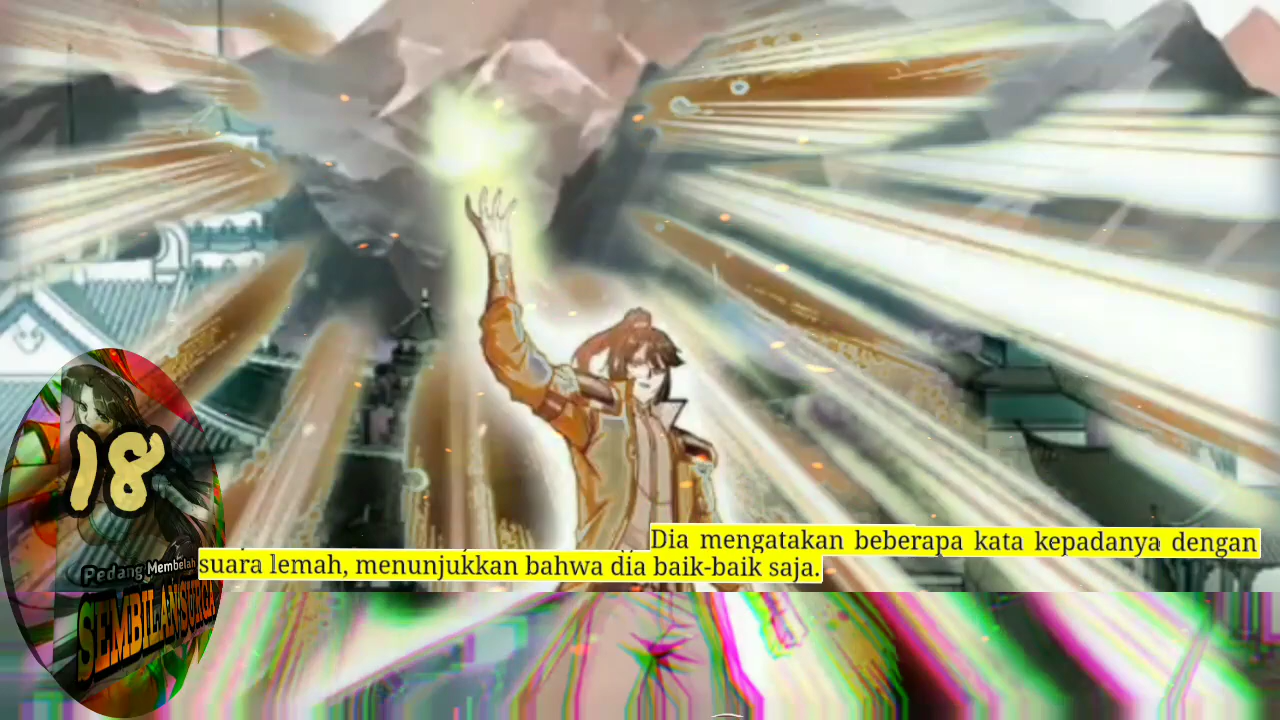 18
Pedang Membelah
SEMBILAN SURGA
Dia mengatakan beberapa kata kepadanya dengan
suara lemah, menunjukkan bahwa dia baik-baik saja.